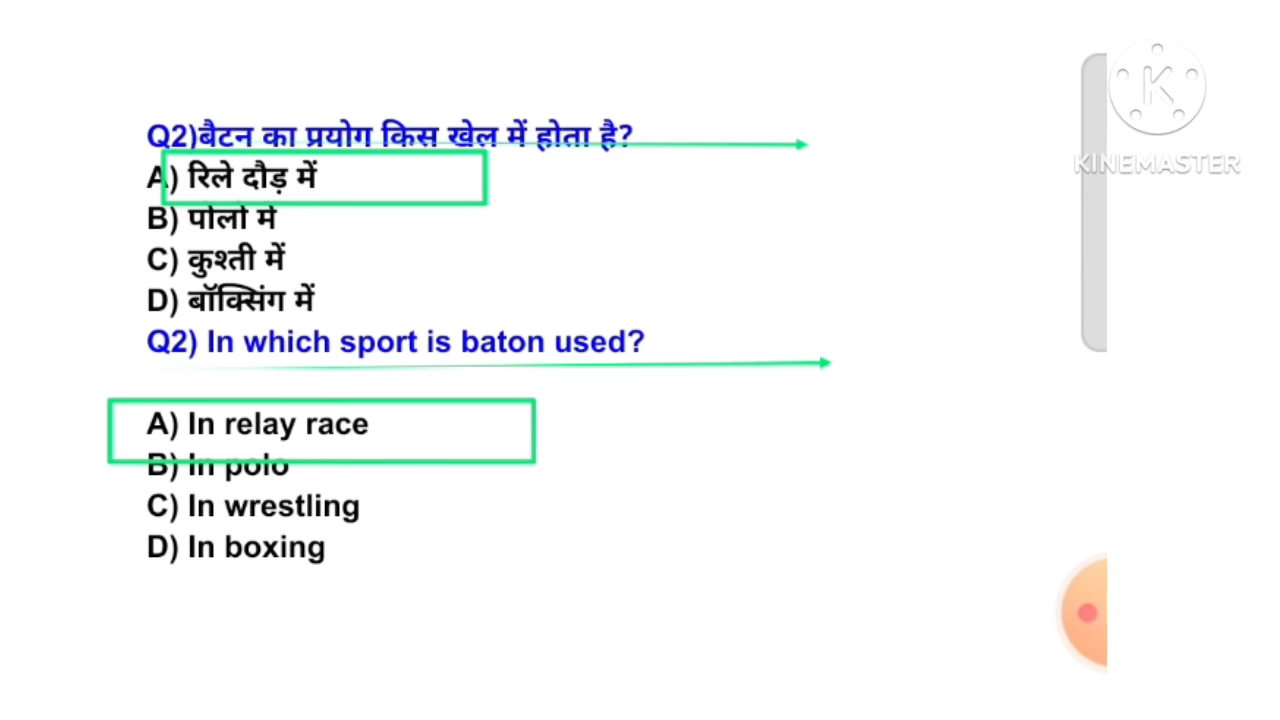 Q2)बैटन का प्रयोग किस खेल में होता है?
A) रिले दौड़ में
B) पोलो में
C) कुश्ती में
D) बॉक्सिंग में
Q2) In which sport is baton used?
A) In relay race
B) In polo
C) In wrestling
D) In boxing
K
KINEMASTER